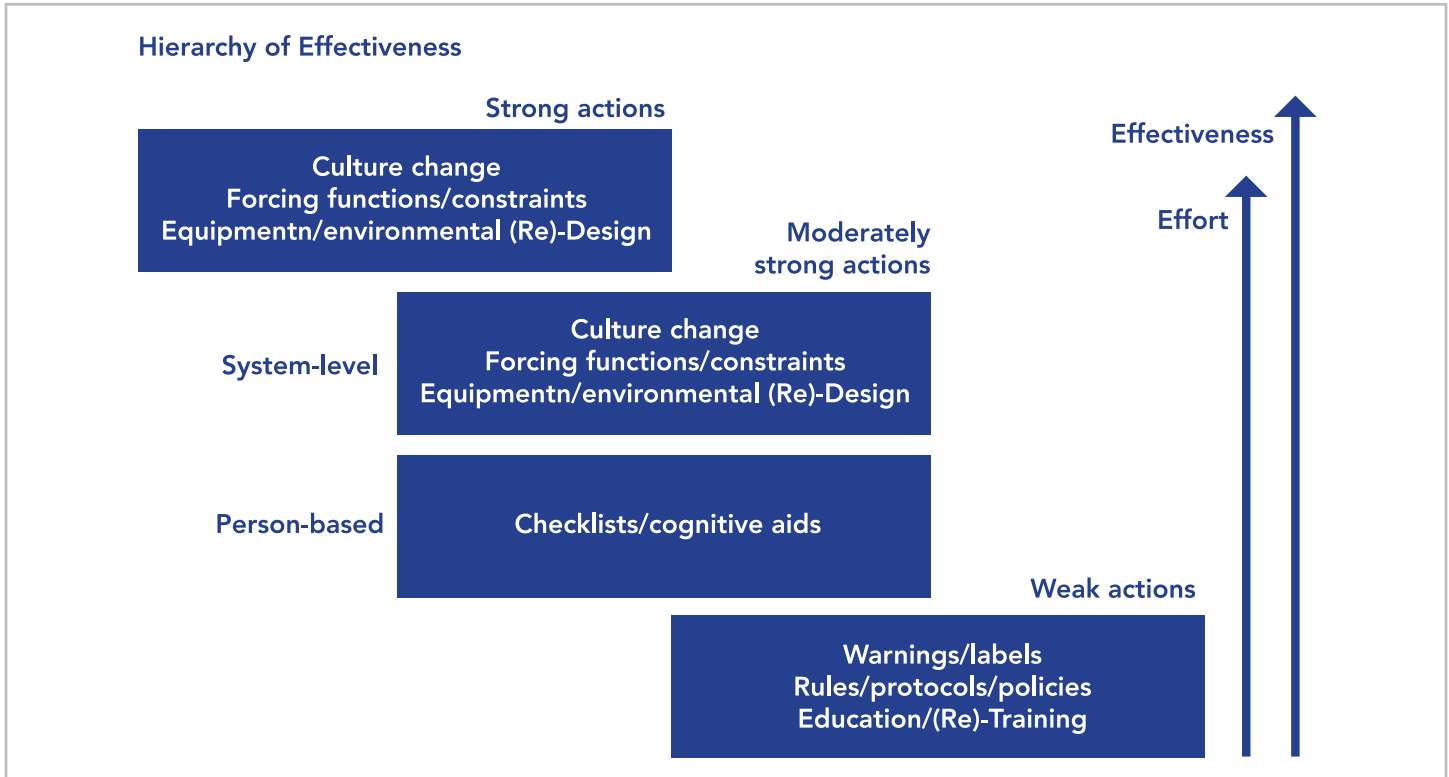 Hierarchy of Effectiveness
Strong actions
Culture change
Forcing functions/constraints
Equipmentn/environmental (Re)-Design
Effectiveness
Effort
Moderately
strong actions
System-level
Culture change
Forcing functions/constraints
Equipmentn/environmental (Re)-Design
Person-based
Checklists/cognitive aids
Weak actions
Warnings/labels
Rules/protocols/policies
Education/(Re)-Training